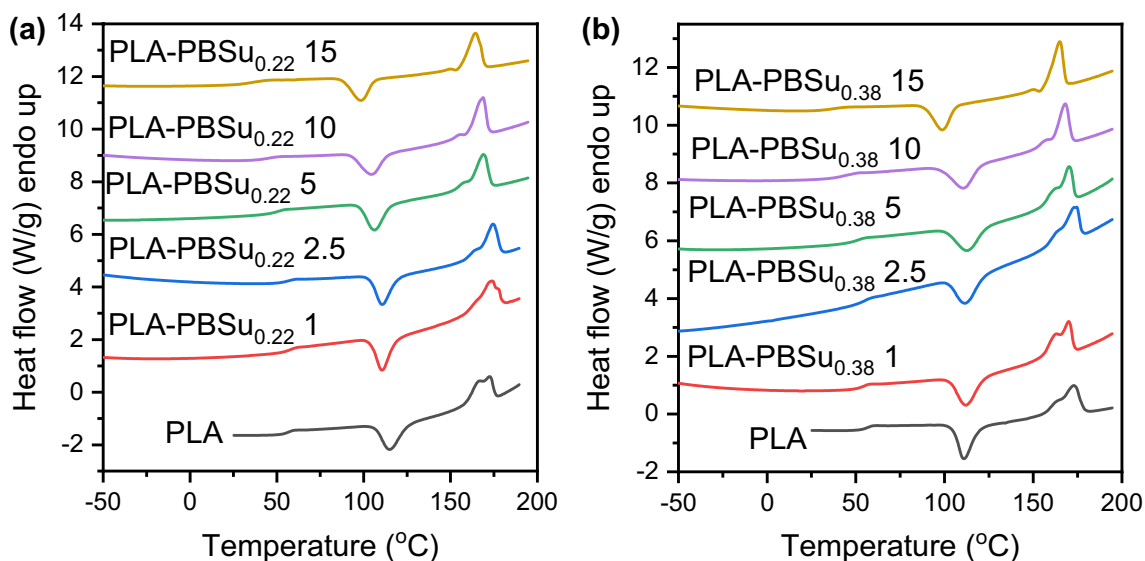 (a)
14
12
10
8
6
4
2
0
-2
Heat flow (W/g) endo up
PLA-PBSu0.22 15
PLA-PBSu0.22 10
PLA-PBSu0.22 5
PLA-PBSu0.22 2.5
PLA-PBSu0.22 1
PLA
-50 0 50 100 150 200
Temperature (oC)
(b)
12
10
8
6
4
2
0
-2
Heat flow (W/g) endo up
PLA-PBSu0.38 15
PLA-PBSu0.38 10
PLA-PBSu0.38 5
PLA-PBSu0.38 2.5
PLA-PBSu0.38 1
PLA
-50 0 50 100 150 200
Temperature (oC)